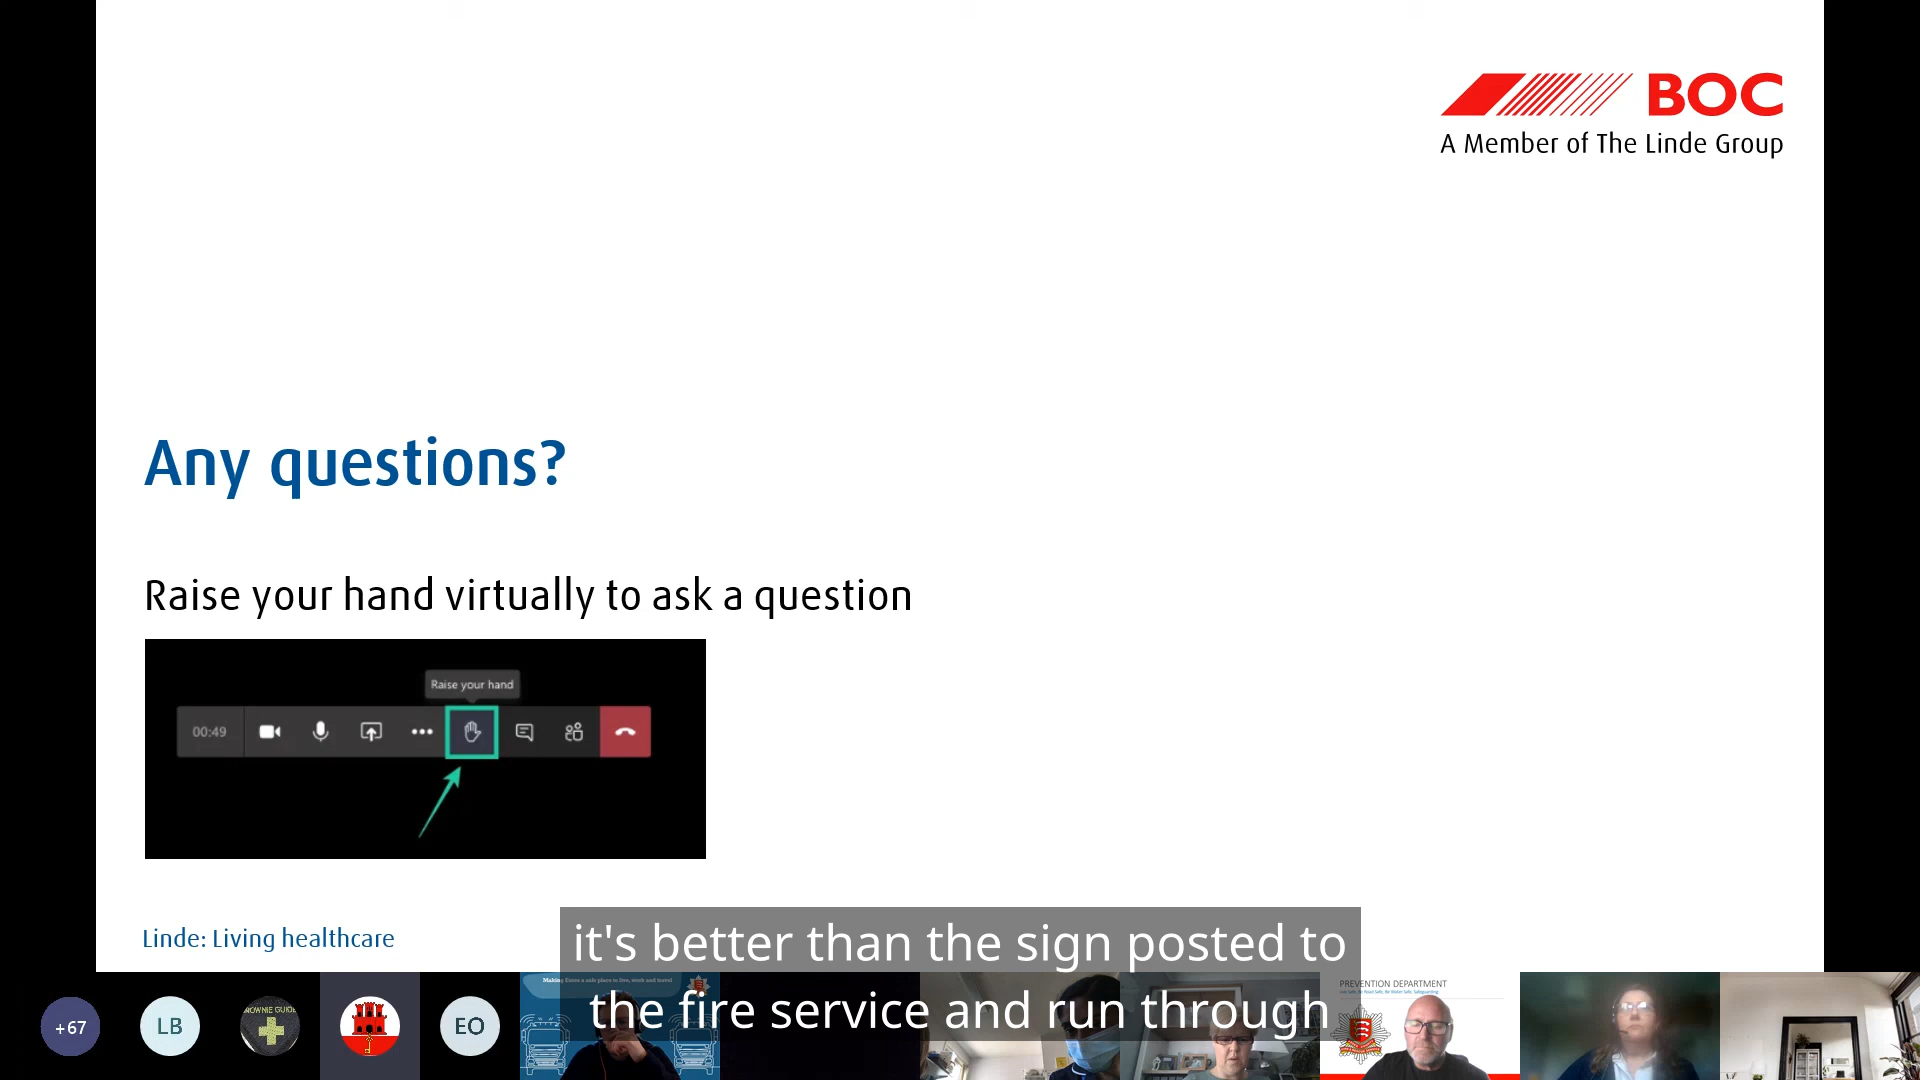 BOC
A Member of The Linde Group
Any questions?
Raise your hand virtually to ask a question
Raise your hand
00:49
Linde: Living healthcare
it's better than the sign posted to
the fire service and run through
+67
LB
EO
PREVENTION DEPARTMENT